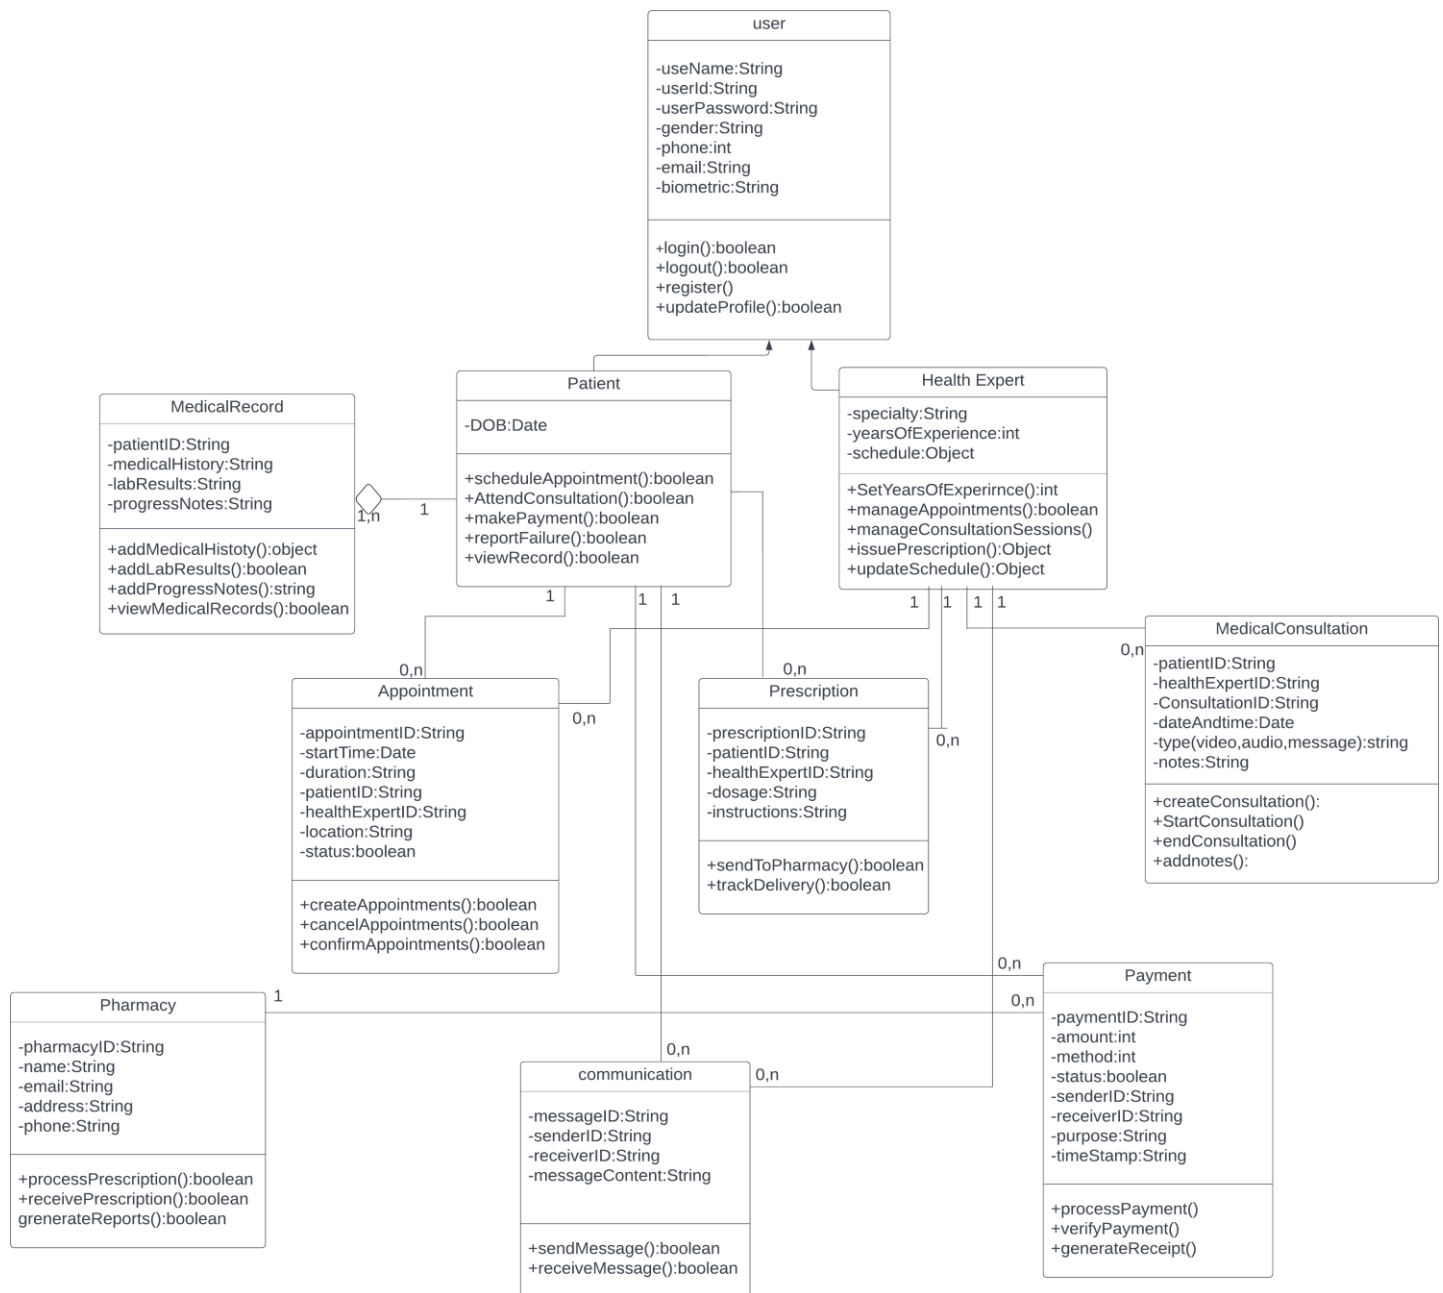 user
-useName:String
-userId:String
-userPassword:String
-gender:String
-phone:int
-email:String
-biometric:String
+login():boolean
+logout():boolean
+register()
+updateProfile():boolean
Patient
-DOB:Date
+scheduleAppointment():boolean
+AttendConsultation():boolean
+makePayment():boolean
+reportFailure():boolean
+viewRecord():boolean
Health Expert
-specialty:String
-yearsOfExperience:int
-schedule:Object
+SetYearsOfExperirnce():int
+manageAppointments():boolean
+manageConsultationSessions()
+issuePrescription():Object
+updateSchedule():Object
MedicalRecord
-patientID:String
-medicalHistory:String
-labResults:String
-progressNotes:String
+addMedicalHistoty():object
+addLabResults():boolean
+addProgressNotes():string
+viewMedicalRecords():boolean
1,n
1
1
1
1
1
1
1
1
MedicalConsultation
-patientID:String
-healthExpertID:String
-ConsultationID:String
-dateAndtime:Date
-type(video,audio,message):string
-notes:String
+createConsultation():
+StartConsultation()
+endConsultation()
+addnotes():
0,n
0,n
0,n
0,n
0,n
Appointment
-appointmentID:String
-startTime:Date
-duration:String
-patientID:String
-healthExpertID:String
-location:String
-status:boolean
+createAppointments():boolean
+cancelAppointments():boolean
+confirmAppointments():boolean
Prescription
-prescriptionID:String
-patientID:String
-healthExpertID:String
-dosage:String
-instructions:String
+sendToPharmacy():boolean
+trackDelivery():boolean
Pharmacy
-pharmacyID:String
-name:String
-email:String
-address:String
-phone:String
+processPrescription():boolean
+receivePrescription():boolean
grenerateReports():boolean
1
0,n
0,n
0,n
0,n
communication
-messageID:String
-senderID:String
-receiverID:String
-messageContent:String
+sendMessage():boolean
+receiveMessage():boolean
Payment
-paymentID:String
-amount:int
-method:int
-status:boolean
-senderID:String
-receiverID:String
-purpose:String
-timeStamp:String
+processPayment()
+verifyPayment()
+generateReceipt()